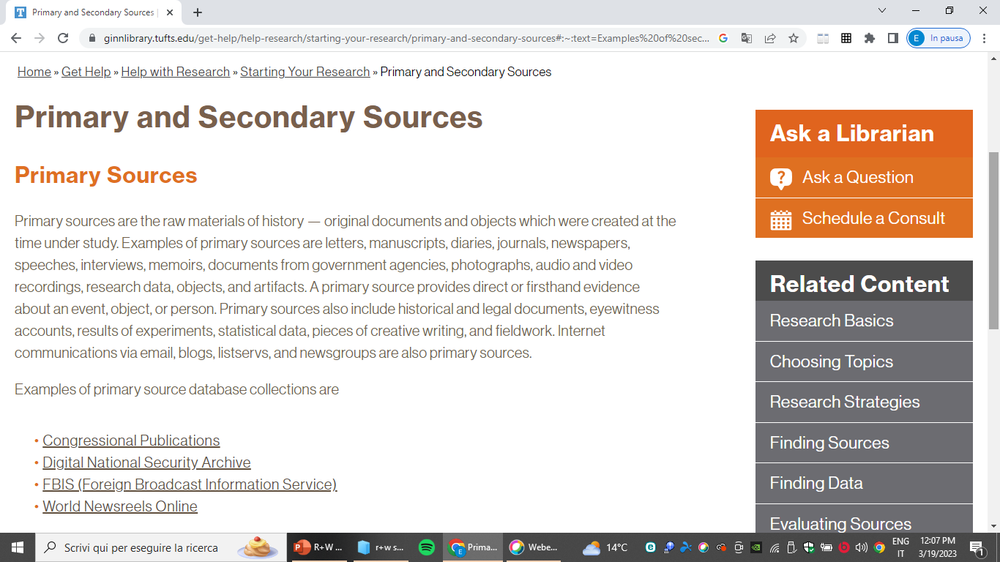 Primary and Secondary Sources |
ginnlibrary.tufts.edu/get-help/help-research/starting-your-research/primary-and-secondary-sources#:~:text=Examples%20of%20sec...
E In pausa
Home » Get Help » Help with Research » Starting Your Research » Primary and Secondary Sources
Primary and Secondary Sources
Primary Sources
Primary sources are the raw materials of history — original documents and objects which were created at the
time under study. Examples of primary sources are letters, manuscripts, diaries, journals, newspapers,
speeches, interviews, memoirs, documents from government agencies, photographs, audio and video
recordings, research data, objects, and artifacts. A primary source provides direct or firsthand evidence
about an event, object, or person. Primary sources also include historical and legal documents, eyewitness
accounts, results of experiments, statistical data, pieces of creative writing, and fieldwork. Internet
communications via email, blogs, listservs, and newsgroups are also primary sources.
Examples of primary source database collections are
• Congressional Publications
• Digital National Security Archive
• FBIS (Foreign Broadcast Information Service)
• World Newsreels Online
Ask a Librarian
Ask a Question
Schedule a Consult
Related Content
Research Basics
Choosing Topics
Research Strategies
Finding Sources
Finding Data
Evaluating Sources
Scrivi qui per eseguire la ricerca
R+W ...
r+w s...
Prima...
Webe...
14°C
ENG
IT
12:07 PM
3/19/2023
1